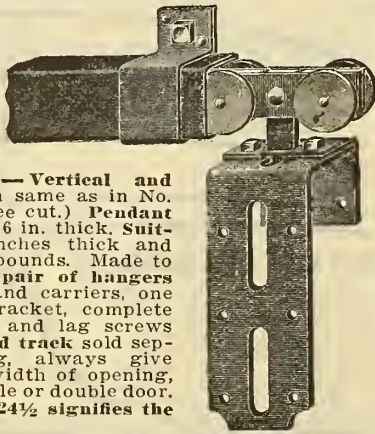 — Vertical and
same as in No.
ee cut.) Pendant
6 in. thick. Suit-
nches thick and
pounds. Made to
pair of hangers
and carriers, one
racket, complete
and lag screws
d track sold sep-
g, always give
width of opening,
le or double door.
24½ signifies the